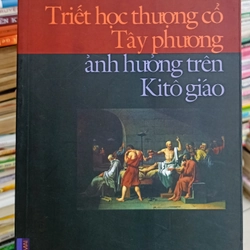 Triết học thượng cổ
Tây phương
ảnh hưởng trên
Kitô giáo